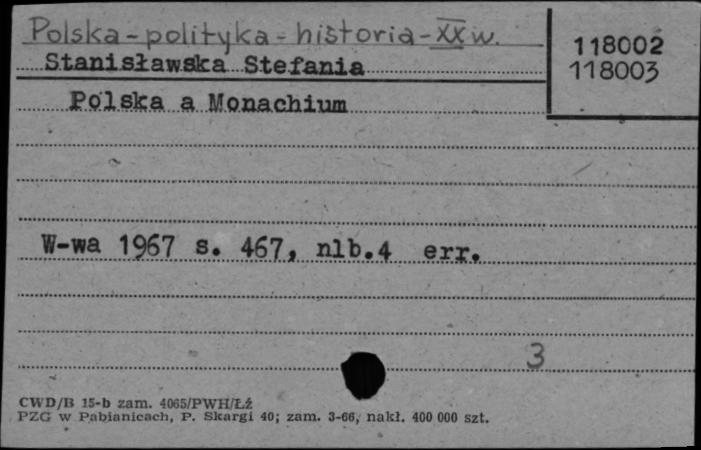 Polska - polityka - historia - XX w.
118002
Stanisławska Stefania
118003
Polska a Monachium
W-wa 1967 s. 467, nlb.4 err.
3
CWD/B 15-b zam. 4065/PWH/Łź
PZG w Pabianicach, P. Skargi 40; zam. 3-66, nakł. 400 000 szt.